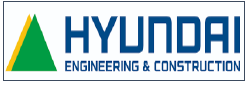 HYUNDAI
ENGINEERING & CONSTRUCTION